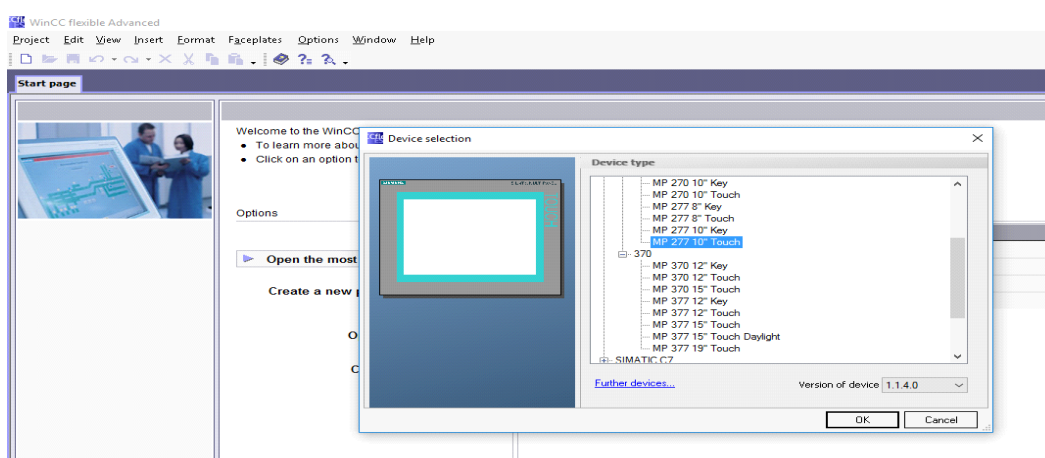 WinCC flexible Advanced
Project Edit View Insert Format Faceplates Options Window Help
Start page
Welcome to the WinCC
To learn more abou
Click on an option t
Options
Open the most
Create a new p
O
C
Device selection
Device type
MP 270 10" Key
MP 270 10" Touch
MP 277 8" Key
MP 277 8" Touch
MP 277 10" Key
MP 277 10" Touch
370
MP 370 12" Key
MP 370 12" Touch
MP 370 15" Touch
MP 377 12" Key
MP 377 12" Touch
MP 377 15" Touch
MP 377 15" Touch Daylight
MP 377 19" Touch
SIMATIC C7
Further devices...
Version of device 1.1.4.0
OK Cancel